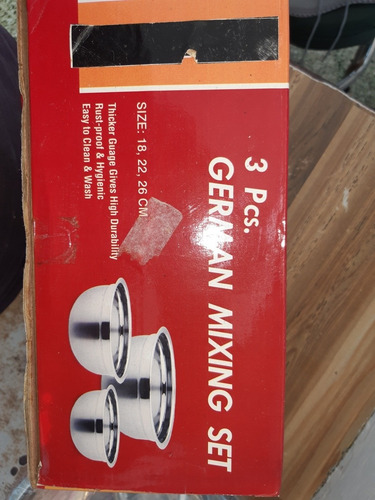 3 Pcs.
GERMAN MIXING SET
SIZE: 18, 22, 26 CM.
Thicker Guage Gives High Durability
Rust-proof & Hygienic
Easy to Clean & Wash